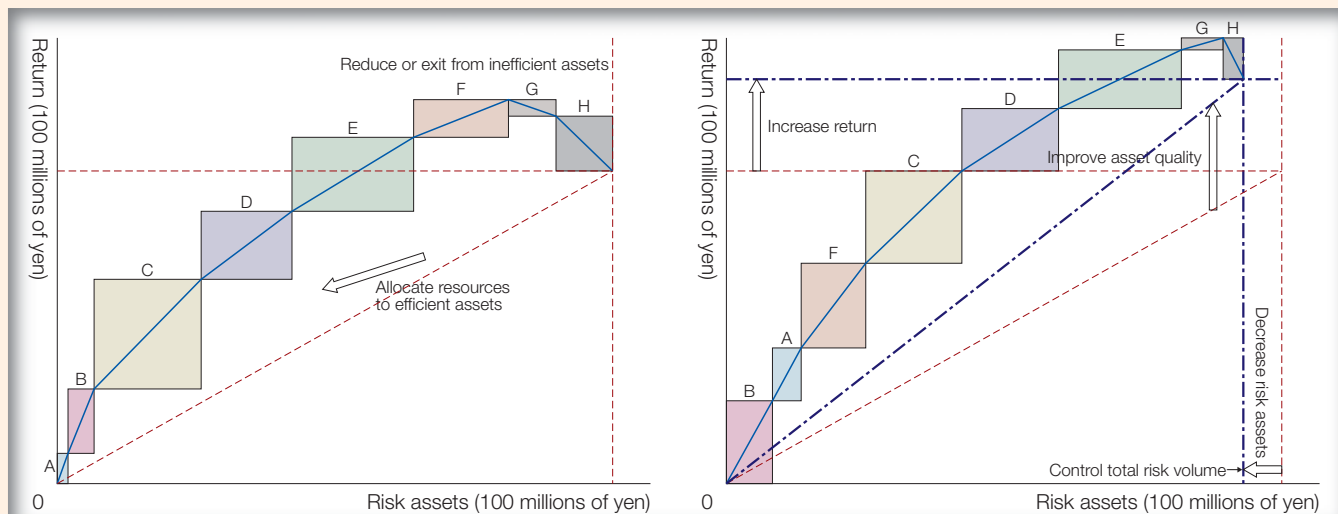 Return (100 millions of yen)
Reduce or exit from inefficient assets
A
B
C
D
E
F
G
H
Allocate resources
to efficient assets
0
Risk assets (100 millions of yen)
Return (100 millions of yen)
Increase return
B
A
F
C
D
E
G
H
Improve asset quality
Decrease risk assets
Control total risk volume
0
Risk assets (100 millions of yen)